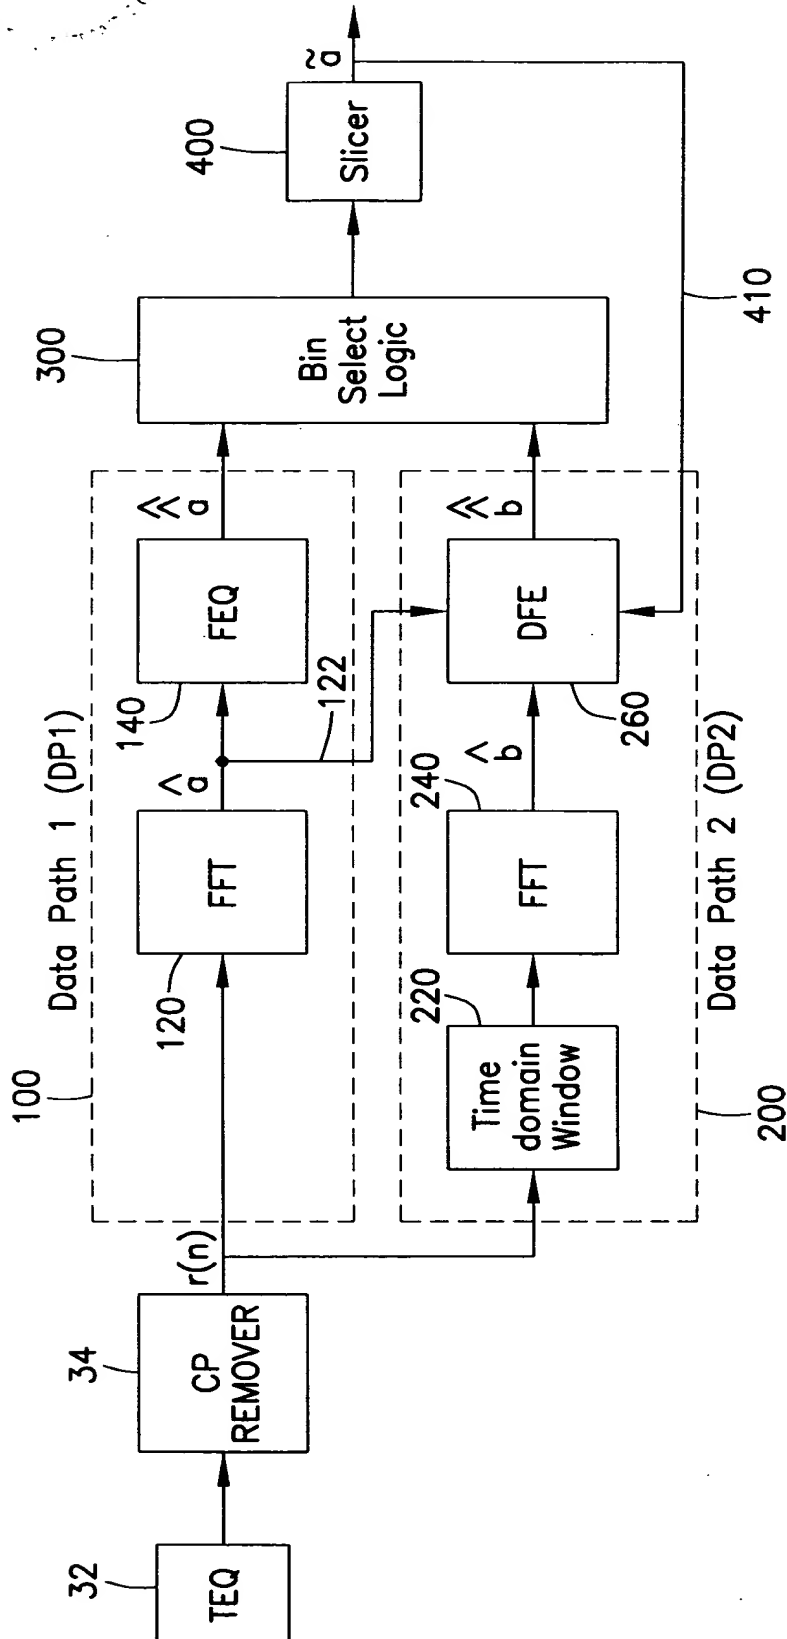 32
TEQ
34
CP
REMOVER
r(n)
100
Data Path 1 (DP1)
120
FFT
^
a
122
140
FEQ
^^
a
200
Data Path 2 (DP2)
220
Time
domain
Window
240
FFT
^
b
260
DFE
^^
b
300
Bin
Select
Logic
400
Slicer
~
a
410